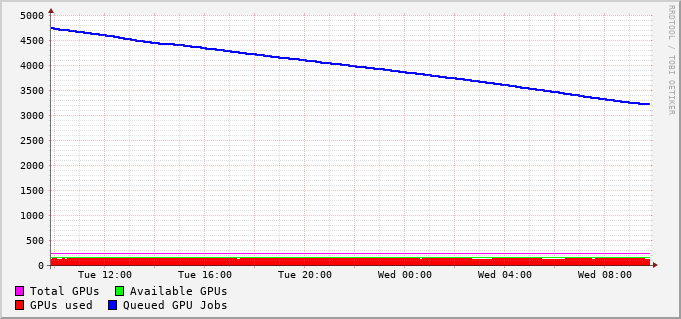 RRDTOOL / TOBI OETIKER
5000
4500
4000
3500
3000
2500
2000
1500
1000
500
0
Tue 12:00 Tue 16:00 Tue 20:00 Wed 00:00 Wed 04:00 Wed 08:00
Total GPUs Available GPUs
GPUs used Queued GPU Jobs